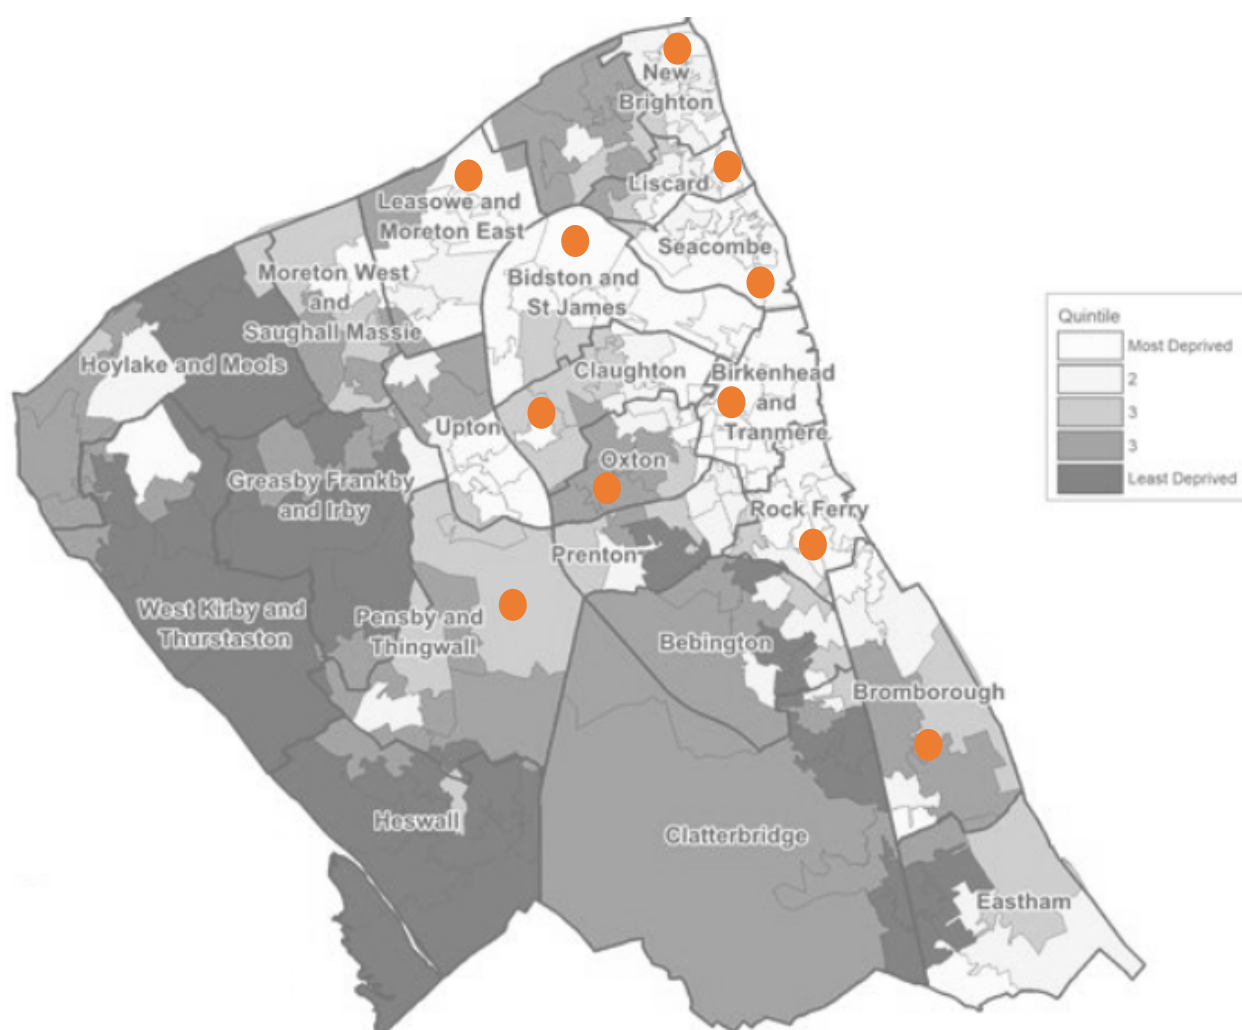 New
Brighton
Liscard
Leasowe and
Moreton East
Seacombe
Moreton West
and
Saughall Massie
Bidston and
St James
Hoylake and Meols
Claughton
Birkenhead
and
Tranmere
Upton
Oxton
Greasby Frankby
and Irby
Rock Ferry
Prenton
West Kirby and
Thurstaston
Pensby and
Thingwall
Bebington
Bromborough
Heswall
Clatterbridge
Eastham
Quintile
Most Deprived
2
3
3
Least Deprived